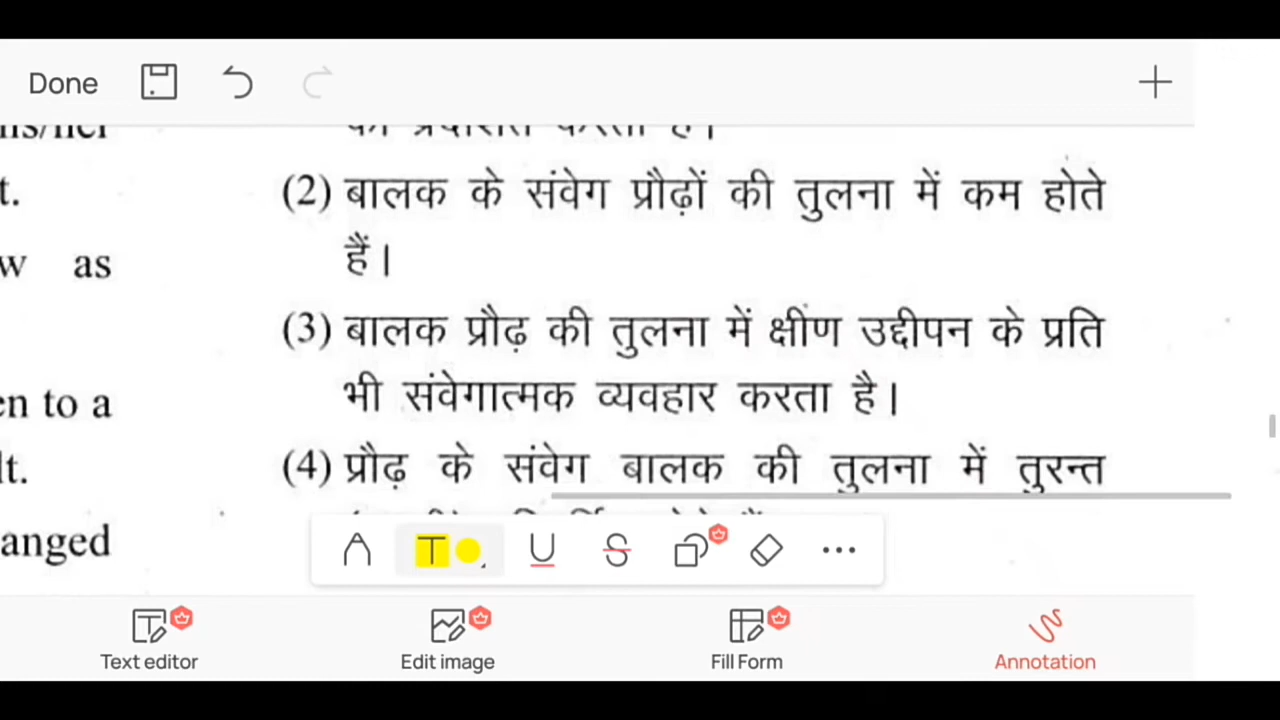 Done
(2) बालक के संवेग प्रौढ़ों की तुलना में कम होते
t.
हैं।
w as
(3) बालक प्रौढ़ की तुलना में क्षीण उद्दीपन के प्रति
en to a
भी संवेगात्मक व्यवहार करता है।
lt.
(4) प्रौढ़ के संवेग बालक की तुलना में तुरन्त
anged
Text editor
Edit image
Fill Form
Annotation